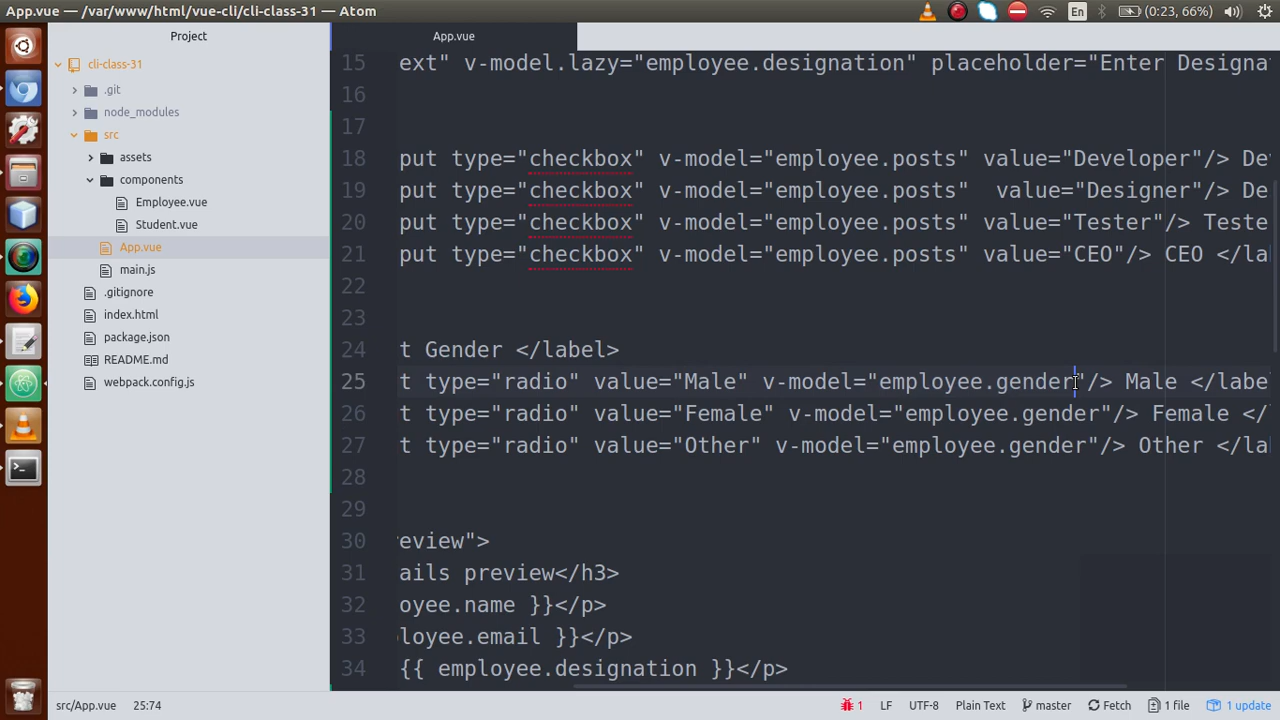 App.vue — /var/www/html/vue-cli/cli-class-31 — Atom
En
(0:23, 66%)
Project
App.vue
cli-class-31
.git
node_modules
src
assets
components
Employee.vue
Student.vue
App.vue
main.js
.gitignore
index.html
package.json
README.md
webpack.config.js
15 ext" v-model.lazy="employee.designation" placeholder="Enter Designa
16
17
18 put type="checkbox" v-model="employee.posts" value="Developer"/> De
19 put type="checkbox" v-model="employee.posts"  value="Designer"/> De
20 put type="checkbox" v-model="employee.posts" value="Tester"/> Teste
21 put type="checkbox" v-model="employee.posts" value="CEO"/> CEO </la
22
23
24 t Gender </label>
25 t type="radio" value="Male" v-model="employee.gender"/> Male </labe
26 t type="radio" value="Female" v-model="employee.gender"/> Female </
27 t type="radio" value="Other" v-model="employee.gender"/> Other </la
28
29
30 review">
31 ails preview</h3>
32 oyee.name }}</p>
33 loyee.email }}</p>
34 {{ employee.designation }}</p>
src/App.vue 25:74
1 LF UTF-8 Plain Text master Fetch 1 file 1 update